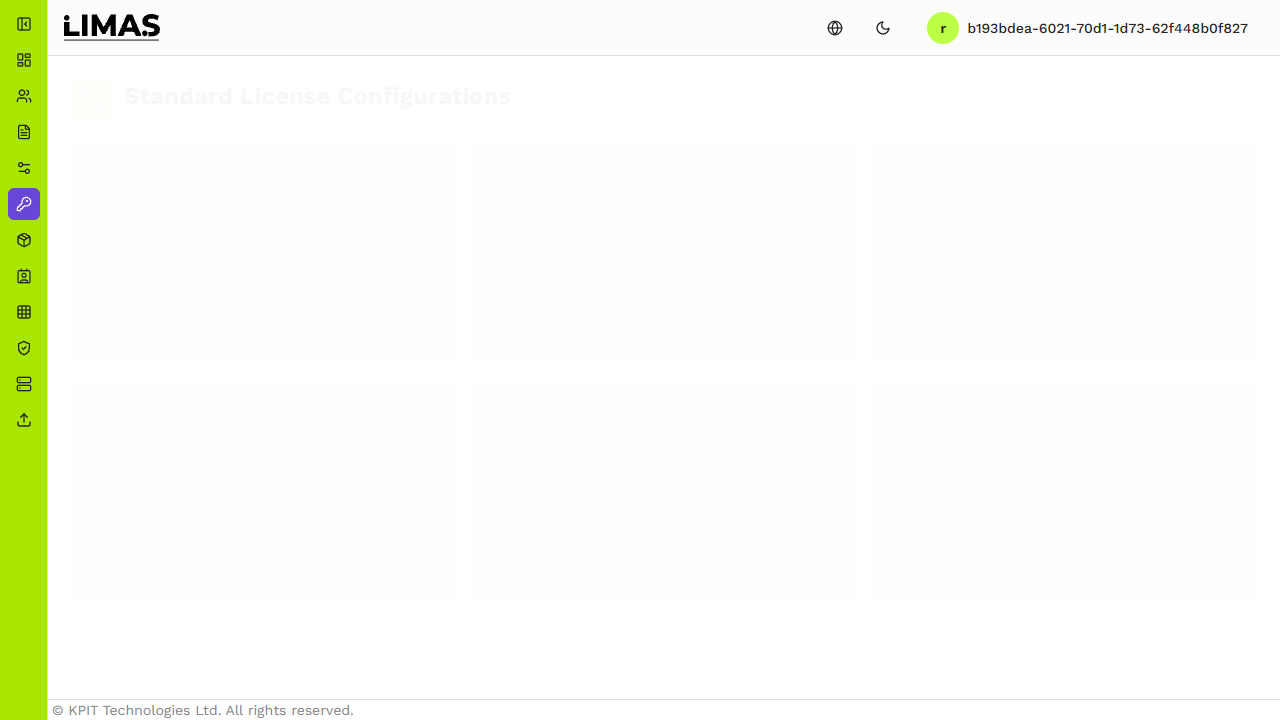 LIMAS
r b193bdea-6021-70d1-1d73-62f448b0f827
Standard License Configurations
© KPIT Technologies Ltd. All rights reserved.